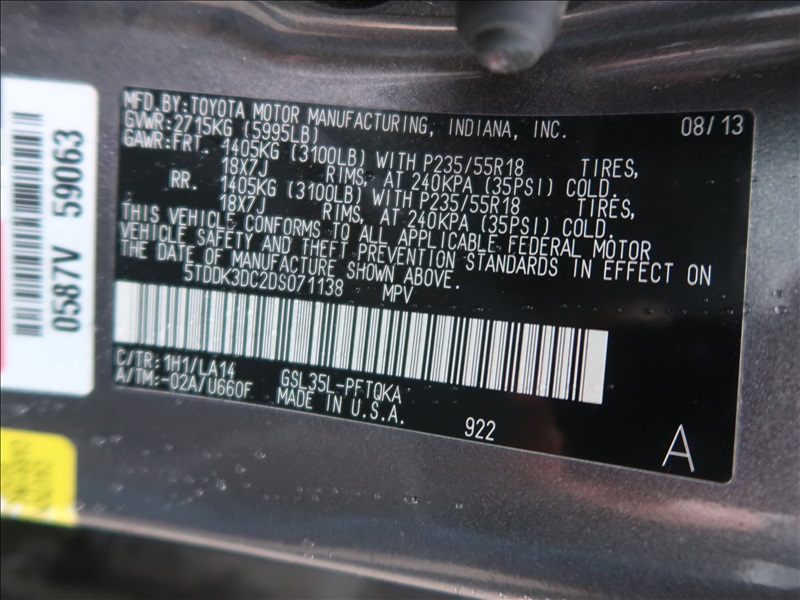 0587V 59063
MFD.BY:TOYOTA MOTOR MANUFACTURING, INDIANA, INC. 08/13
GVWR:2715KG (5995LB)
GAWR:FRT. 1405KG (3100LB) WITH P235/55R18 TIRES,
18X7J RIMS, AT 240KPA (35PSI) COLD.
RR. 1405KG (3100LB) WITH P235/55R18 TIRES,
18X7J RIMS, AT 240KPA (35PSI) COLD.
THIS VEHICLE CONFORMS TO ALL APPLICABLE FEDERAL MOTOR
VEHICLE SAFETY AND THEFT PREVENTION STANDARDS IN EFFECT ON
THE DATE OF MANUFACTURE SHOWN ABOVE.
5TDDK3DC2DS071138 MPV
C/TR:1H1/LA14 GSL35L-PFTQKA
A/TM:-02A/U660F MADE IN U.S.A.
922
A